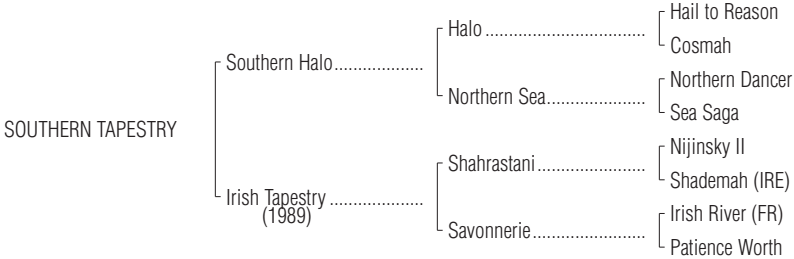 Hail to Reason
Halo ................................
Cosmah
Southern Halo...................
Northern Dancer
Northern Sea....................
Sea Saga
SOUTHERN TAPESTRY
Nijinsky II
Shahrastani .....................
Shademah (IRE)
Irish Tapestry ...................
(1989)
Irish River (FR)
Savonnerie.......................
Patience Worth